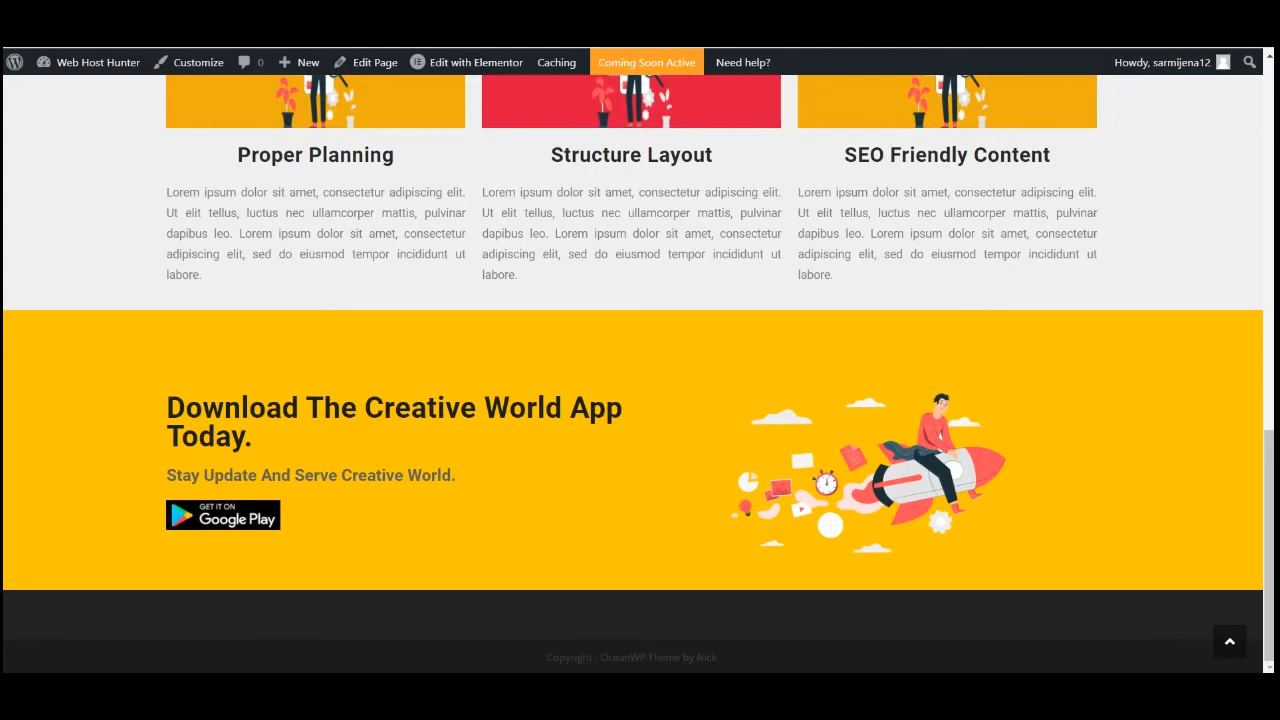 Web Host Hunter Customize 0 New Edit Page Edit with Elementor Caching Coming Soon Active Need help? Howdy, sarmijena12
Proper Planning
Lorem ipsum dolor sit amet, consectetur adipiscing elit.
Ut elit tellus, luctus nec ullamcorper mattis, pulvinar
dapibus leo. Lorem ipsum dolor sit amet, consectetur
adipiscing elit, sed do eiusmod tempor incididunt ut
labore.
Structure Layout
Lorem ipsum dolor sit amet, consectetur adipiscing elit.
Ut elit tellus, luctus nec ullamcorper mattis, pulvinar
dapibus leo. Lorem ipsum dolor sit amet, consectetur
adipiscing elit, sed do eiusmod tempor incididunt ut
labore.
SEO Friendly Content
Lorem ipsum dolor sit amet, consectetur adipiscing elit.
Ut elit tellus, luctus nec ullamcorper mattis, pulvinar
dapibus leo. Lorem ipsum dolor sit amet, consectetur
adipiscing elit, sed do eiusmod tempor incididunt ut
labore.
Download The Creative World App
Today.
Stay Update And Serve Creative World.
GET IT ON
Google Play
Copyright - OceanWP Theme by Nick